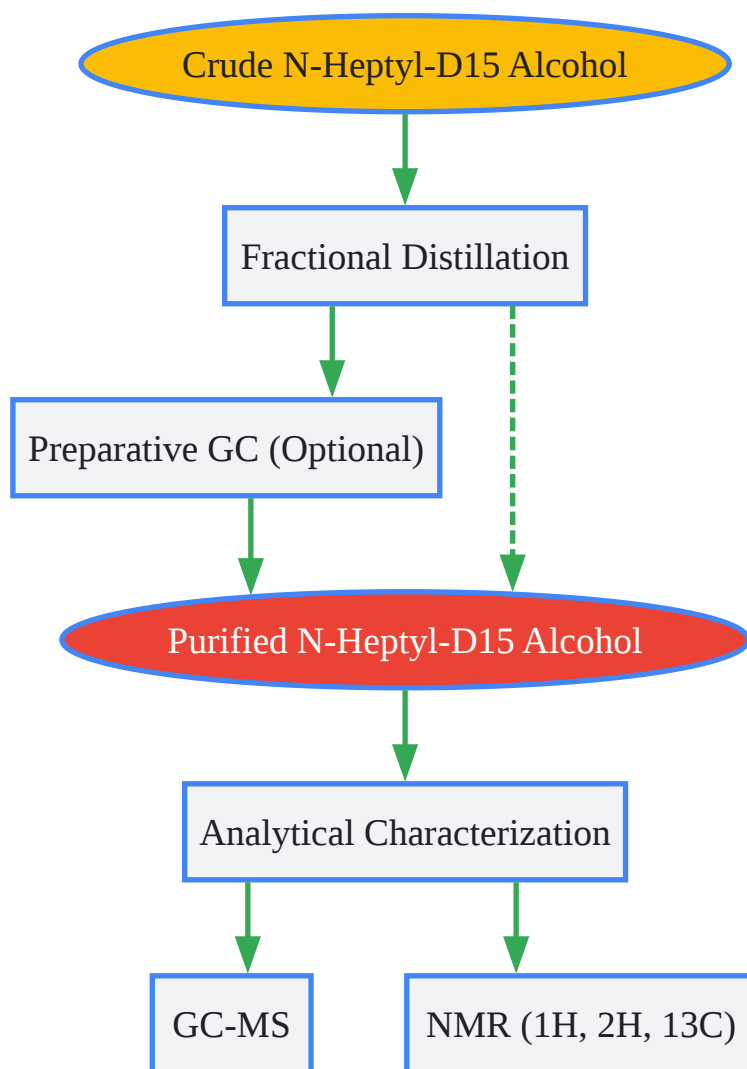 Crude N-Heptyl-D15 Alcohol
Fractional Distillation
Preparative GC (Optional)
Purified N-Heptyl-D15 Alcohol
Analytical Characterization
GC-MS
NMR (1H, 2H, 13C)